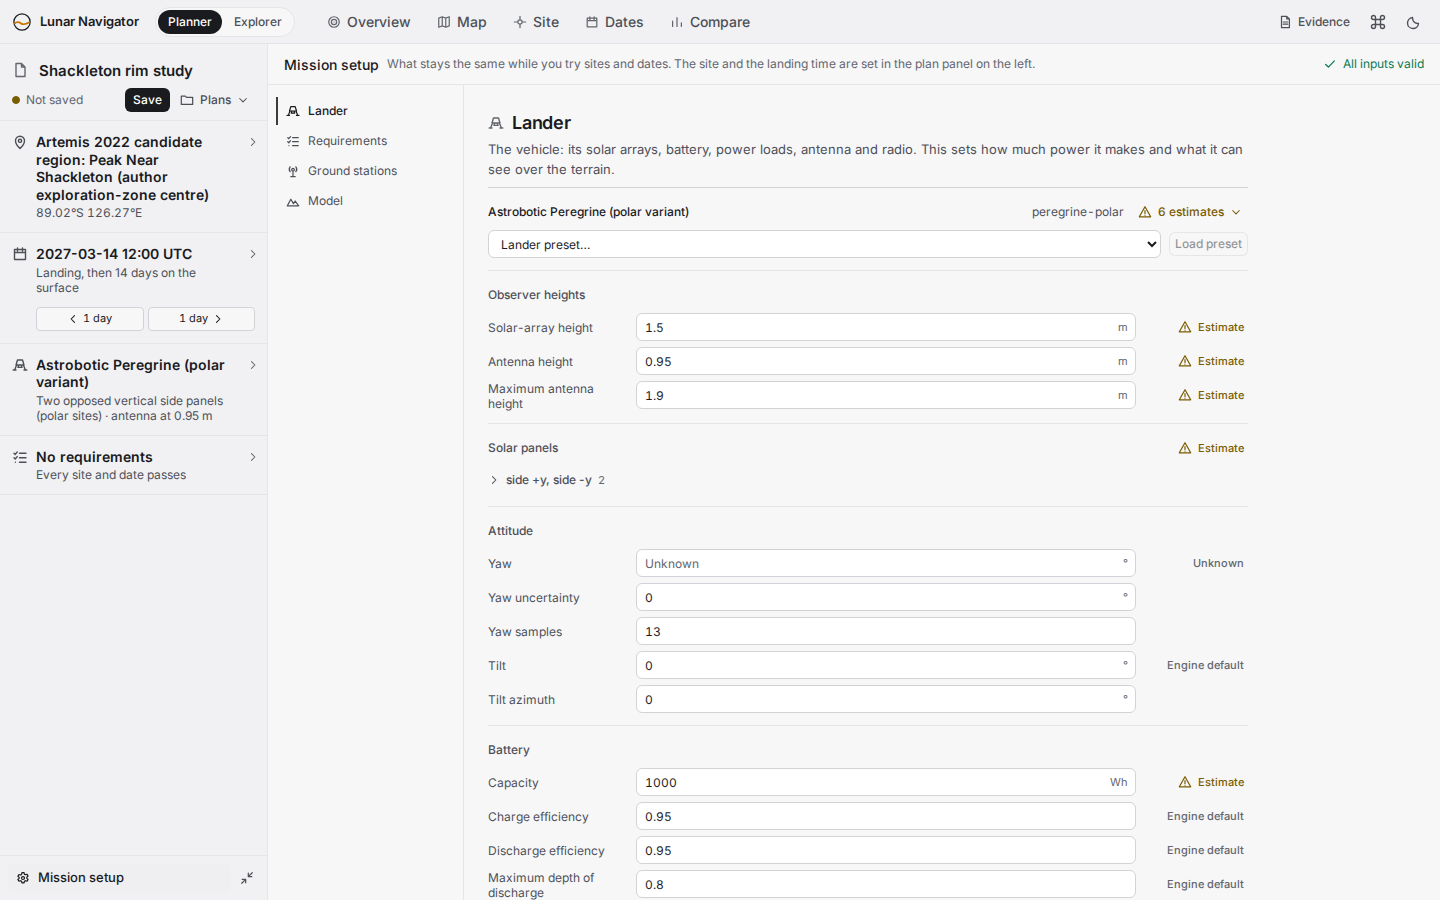 Lunar Navigator
Planner
Explorer
Overview
Map
Site
Dates
Compare
Evidence
Shackleton rim study
Not saved
Save
Plans
Artemis 2022 candidate
region: Peak Near
Shackleton (author
exploration-zone centre)
89.02°S 126.27°E
2027-03-14 12:00 UTC
Landing, then 14 days on the
surface
1 day
1 day
Astrobotic Peregrine (polar
variant)
Two opposed vertical side panels
(polar sites) · antenna at 0.95 m
No requirements
Every site and date passes
Mission setup
Mission setup
What stays the same while you try sites and dates. The site and the landing time are set in the plan panel on the left.
All inputs valid
Lander
Requirements
Ground stations
Model
Lander
The vehicle: its solar arrays, battery, power loads, antenna and radio. This sets how much power it makes and what it can
see over the terrain.
Astrobotic Peregrine (polar variant)
peregrine-polar
6 estimates
Lander preset...
Load preset
Observer heights
Solar-array height
1.5
m
Estimate
Antenna height
0.95
m
Estimate
Maximum antenna
height
1.9
m
Estimate
Solar panels
Estimate
side +y, side -y 2
Attitude
Yaw
Unknown
°
Unknown
Yaw uncertainty
0
°
Yaw samples
13
Tilt
0
°
Engine default
Tilt azimuth
0
°
Battery
Capacity
1000
Wh
Estimate
Charge efficiency
0.95
Engine default
Discharge efficiency
0.95
Engine default
Maximum depth of
discharge
0.8
Engine default